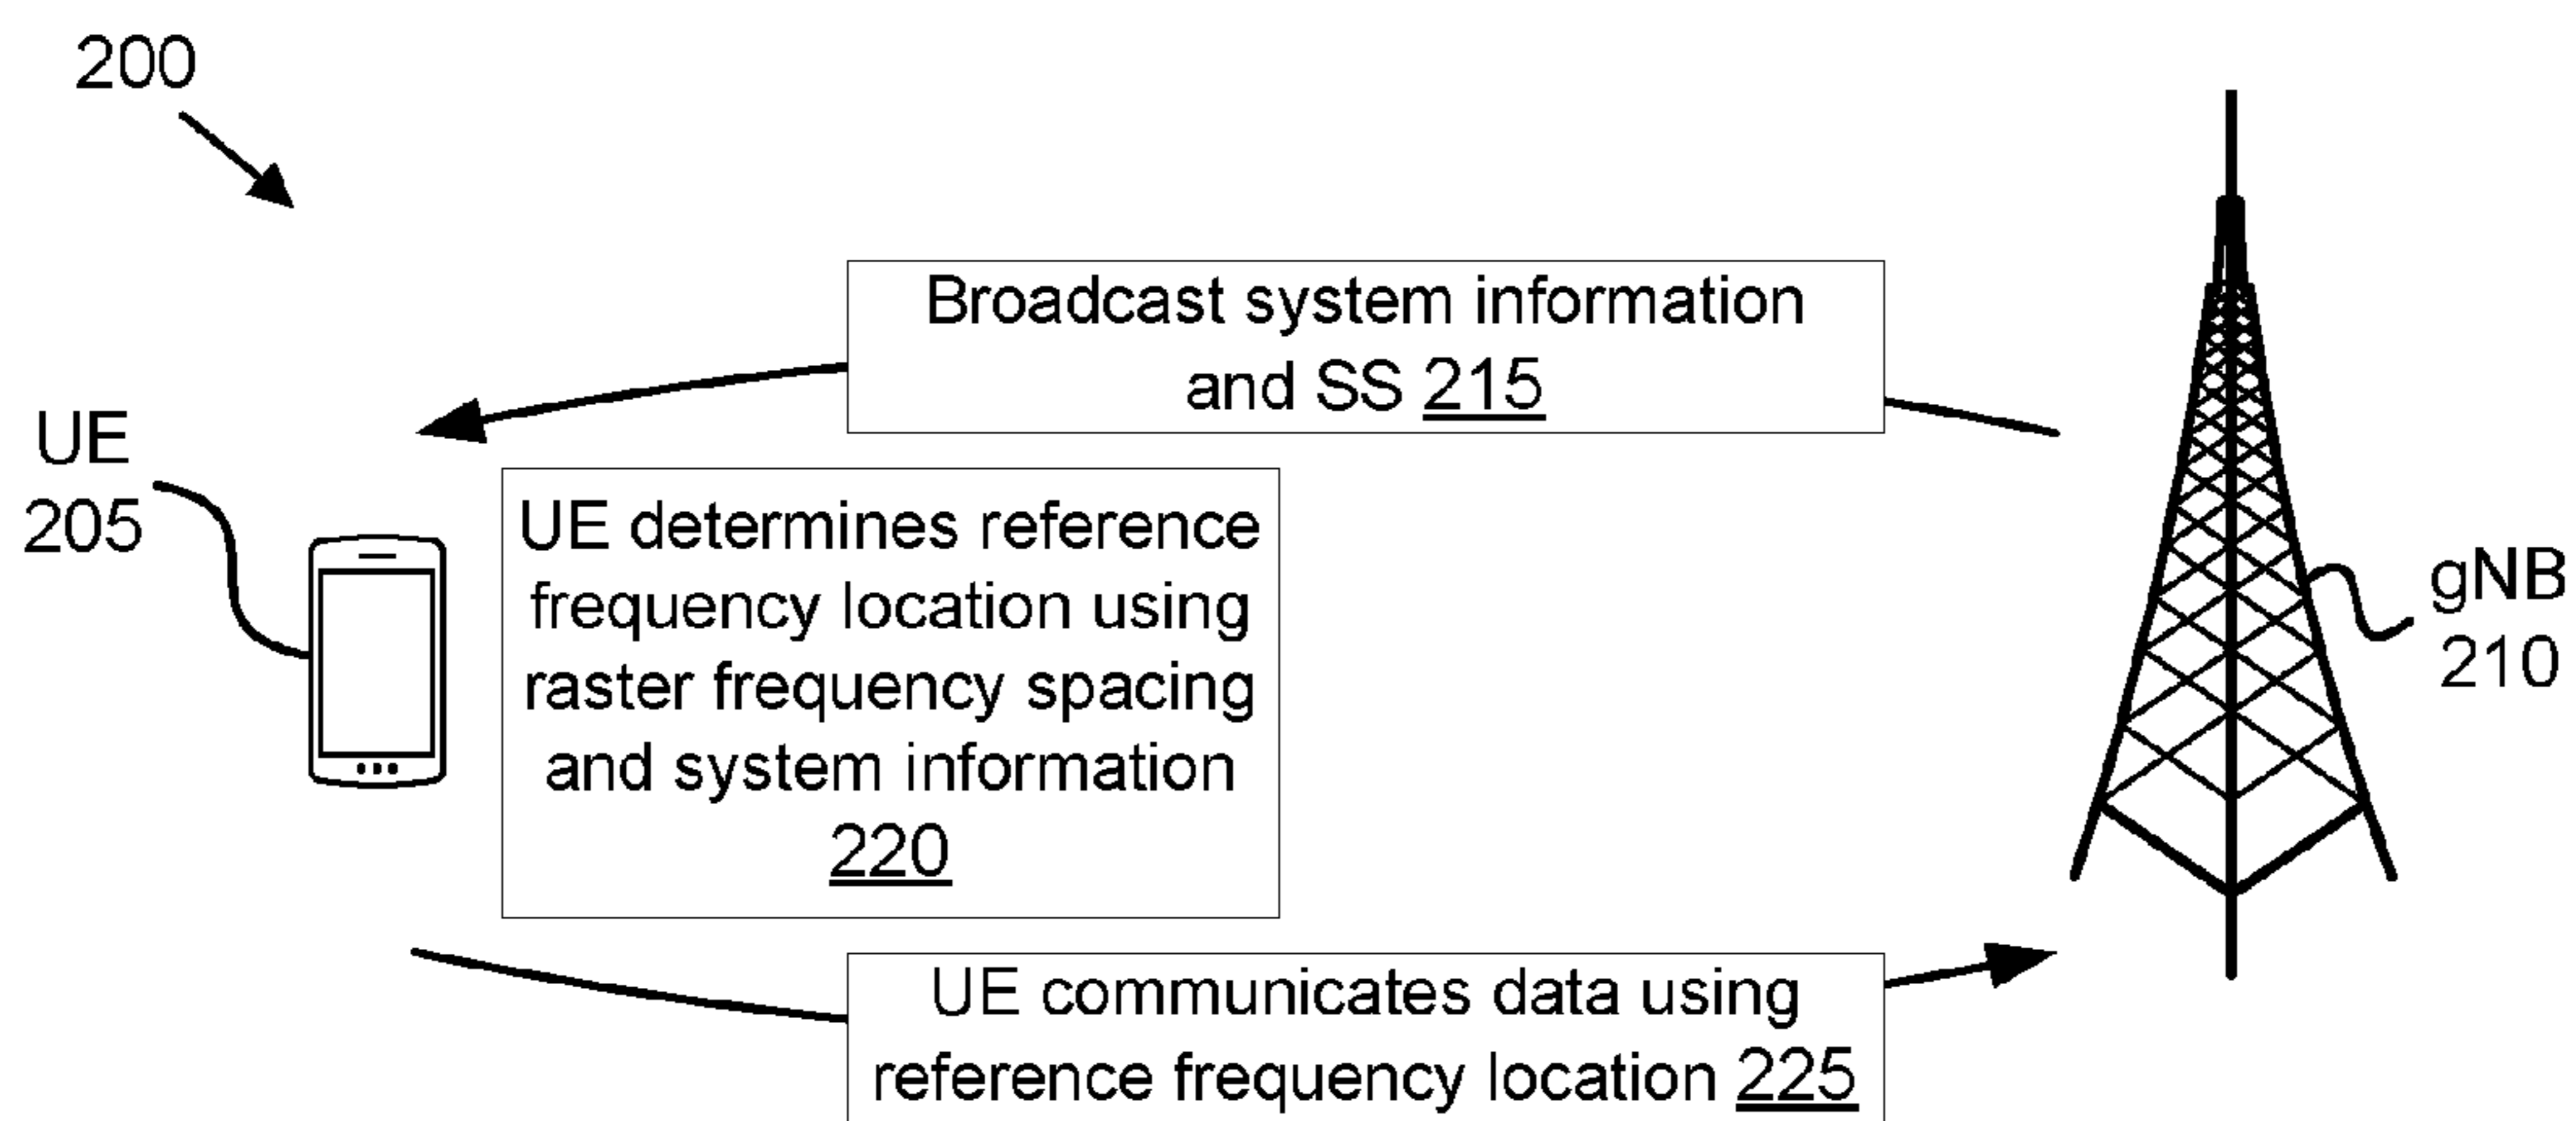 200
Broadcast system information
and SS 215
UE
205
UE determines reference
frequency location using
raster frequency spacing
and system information
220
gNB
210
UE communicates data using
reference frequency location 225